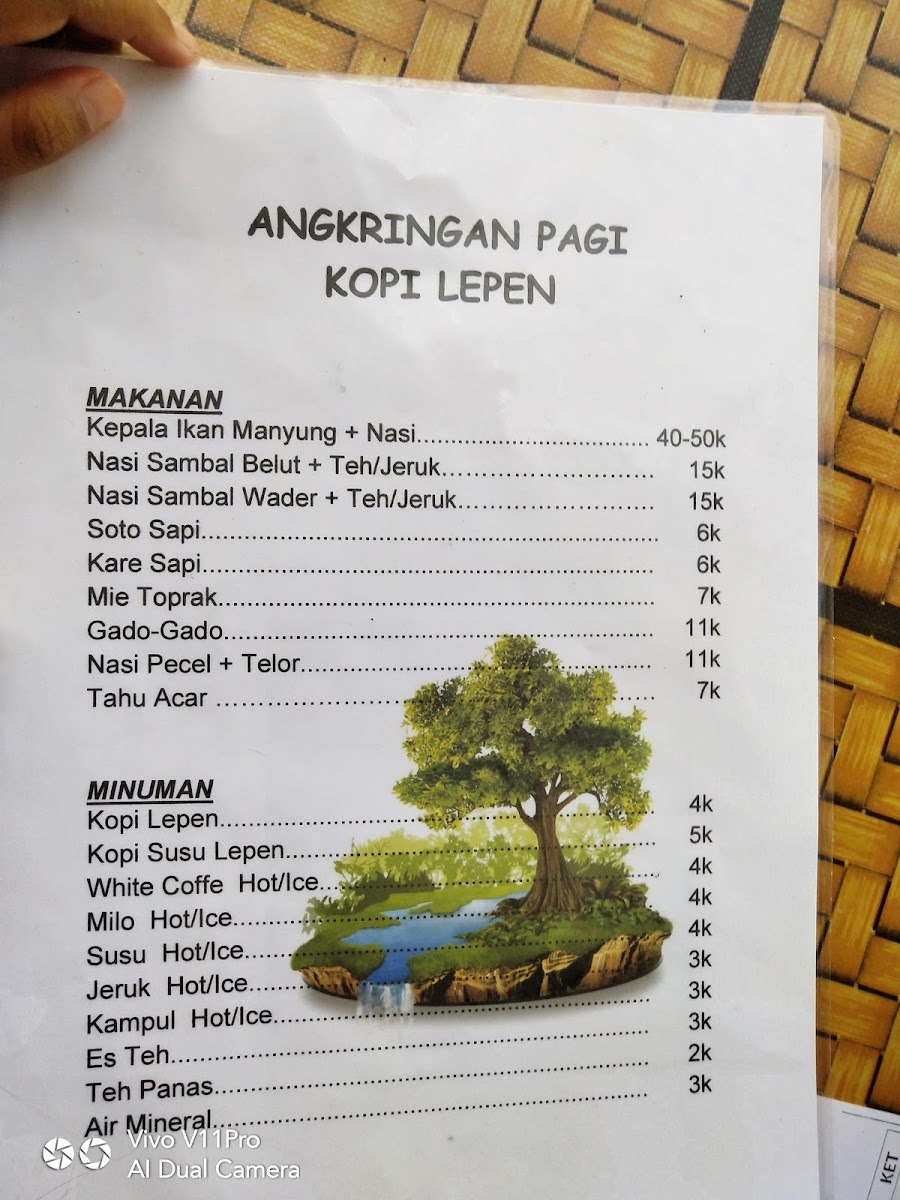 ANGKRINGAN PAGI
KOPI LEPEN
MAKANAN
Kepala Ikan Manyung + Nasi.................................. 40-50k
Nasi Sambal Belut + Teh/Jeruk………………………. 15k
Nasi Sambal Wader + Teh/Jeruk……………………. 15k
Soto Sapi................................................................... 6k
Kare Sapi.................................................................. 6k
Mie Toprak................................................................ 7k
Gado-Gado............................................................... 11k
Nasi Pecel + Telor.................................................... 11k
Tahu Acar ……………………………………………….. 7k
MINUMAN
Kopi Lepen................................................................ 4k
Kopi Susu Lepen...................................................... 5k
White Coffe Hot/Ice.................................................. 4k
Milo Hot/Ice.............................................................. 4k
Susu Hot/Ice............................................................ 4k
Jeruk Hot/Ice........................................................... 3k
Kampul Hot/Ice........................................................ 3k
Es Teh...................................................................... 3k
Teh Panas................................................................ 2k
Air Mineral................................................................ 3k
Vivo V11Pro
AI Dual Camera
KET